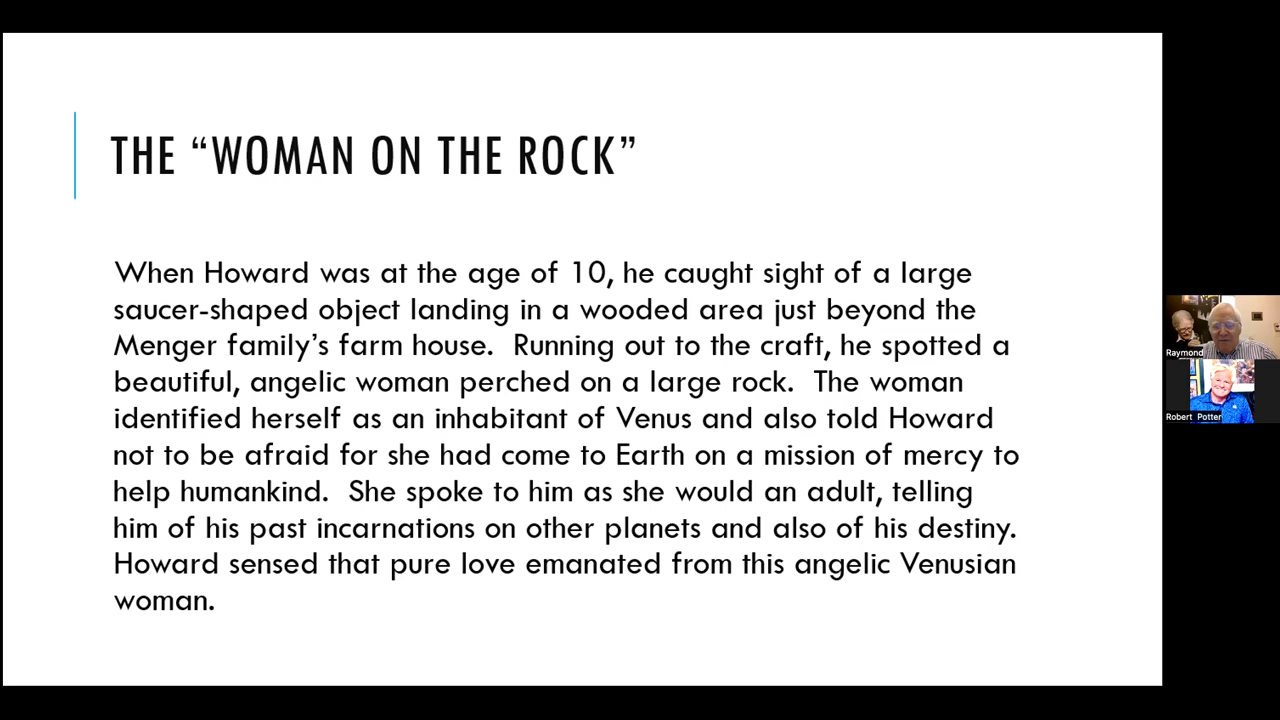 THE “WOMAN ON THE ROCK”
When Howard was at the age of 10, he caught sight of a large
saucer-shaped object landing in a wooded area just beyond the
Menger family’s farm house.  Running out to the craft, he spotted a
beautiful, angelic woman perched on a large rock.  The woman
identified herself as an inhabitant of Venus and also told Howard
not to be afraid for she had come to Earth on a mission of mercy to
help humankind.  She spoke to him as she would an adult, telling
him of his past incarnations on other planets and also of his destiny.
Howard sensed that pure love emanated from this angelic Venusian
woman.
Raymond
Robert Potter